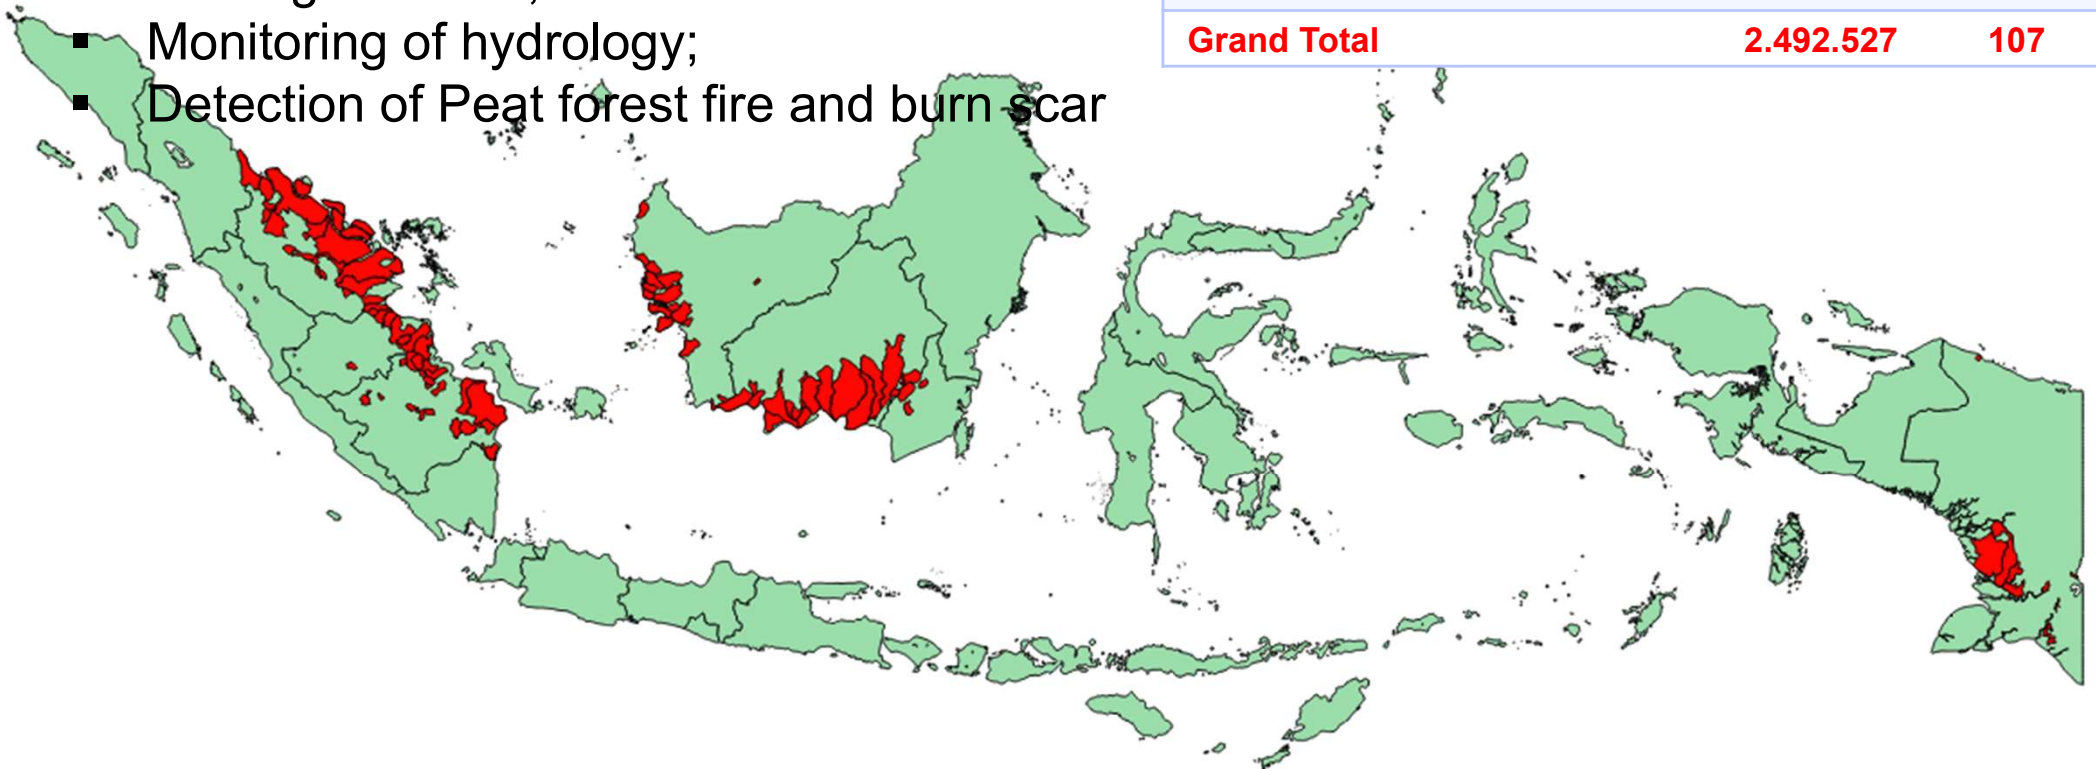 ▪ Monitoring of hydrology;
▪ Detection of Peat forest fire and burn scar
Grand Total 2.492.527 107